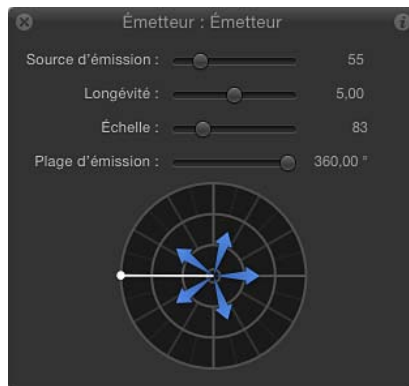 Émetteur : Émetteur
Source d'émission : 55
Longévité : 5,00
Échelle : 83
Plage d'émission : 360,00 °